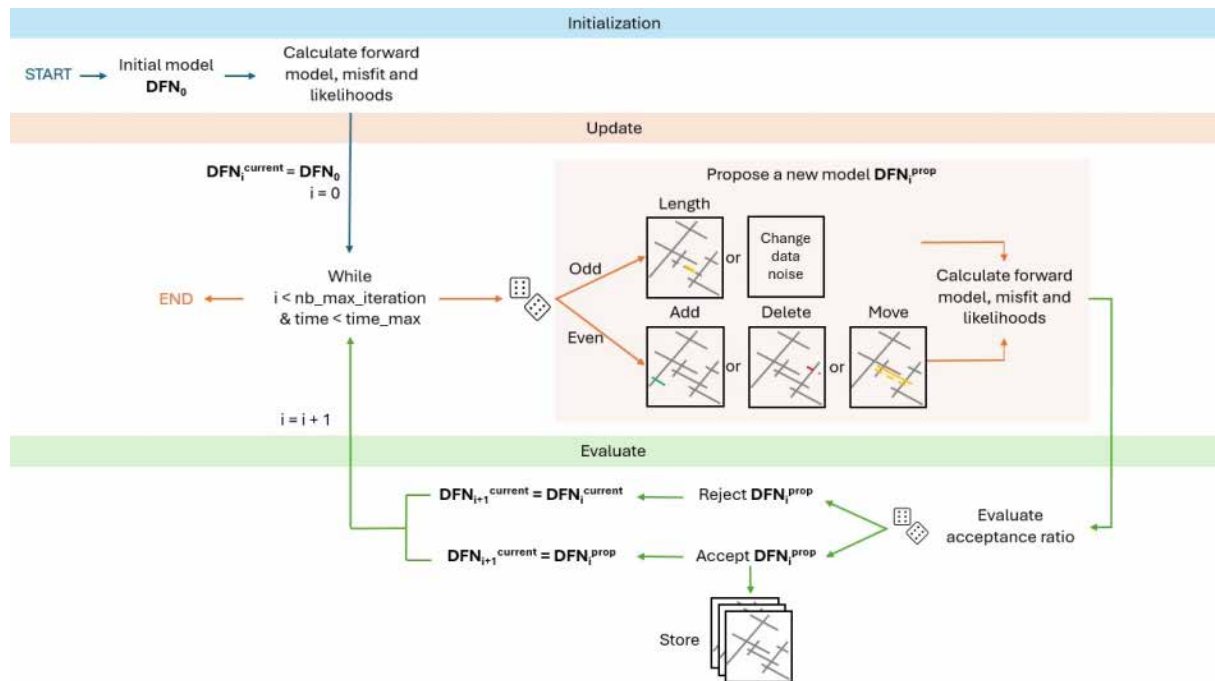 Initialization
START
Initial model
DFN₀
Calculate forward
model, misfit and
likelihoods
Update
DFNᵢᶜᵘʳʳᵉⁿᵗ = DFN₀
i = 0
Propose a new model DFNᵢᵖʳᵒᵖ
Length
or
Change
data
noise
Odd
While
i < nb_max_iteration
& time < time_max
END
Calculate forward
model, misfit and
likelihoods
Even
Add
Delete
Move
or
or
i = i + 1
Evaluate
DFNᵢ₊₁ᶜᵘʳʳᵉⁿᵗ = DFNᵢᶜᵘʳʳᵉⁿᵗ
Reject DFNᵢᵖʳᵒᵖ
Evaluate
acceptance ratio
DFNᵢ₊₁ᶜᵘʳʳᵉⁿᵗ = DFNᵢᵖʳᵒᵖ
Accept DFNᵢᵖʳᵒᵖ
Store